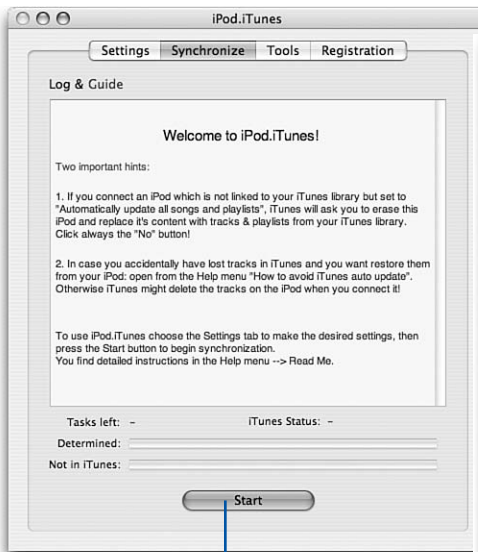 iPod.iTunes
Settings Synchronize Tools Registration
Log & Guide
Welcome to iPod.iTunes!
Two important hints:
1. If you connect an iPod which is not linked to your iTunes library but set to
"Automatically update all songs and playlists", iTunes will ask you to erase this
iPod and replace it's content with tracks & playlists from your iTunes library.
Click always the "No" button!
2. In case you accidentally have lost tracks in iTunes and you want restore them
from your iPod: open from the Help menu "How to avoid iTunes auto update".
Otherwise iTunes might delete the tracks on the iPod when you connect it!
To use iPod.iTunes choose the Settings tab to make the desired settings, then
press the Start button to begin synchronization.
You find detailed instructions in the Help menu --> Read Me.
Tasks left: - iTunes Status: -
Determined:
Not in iTunes:
Start